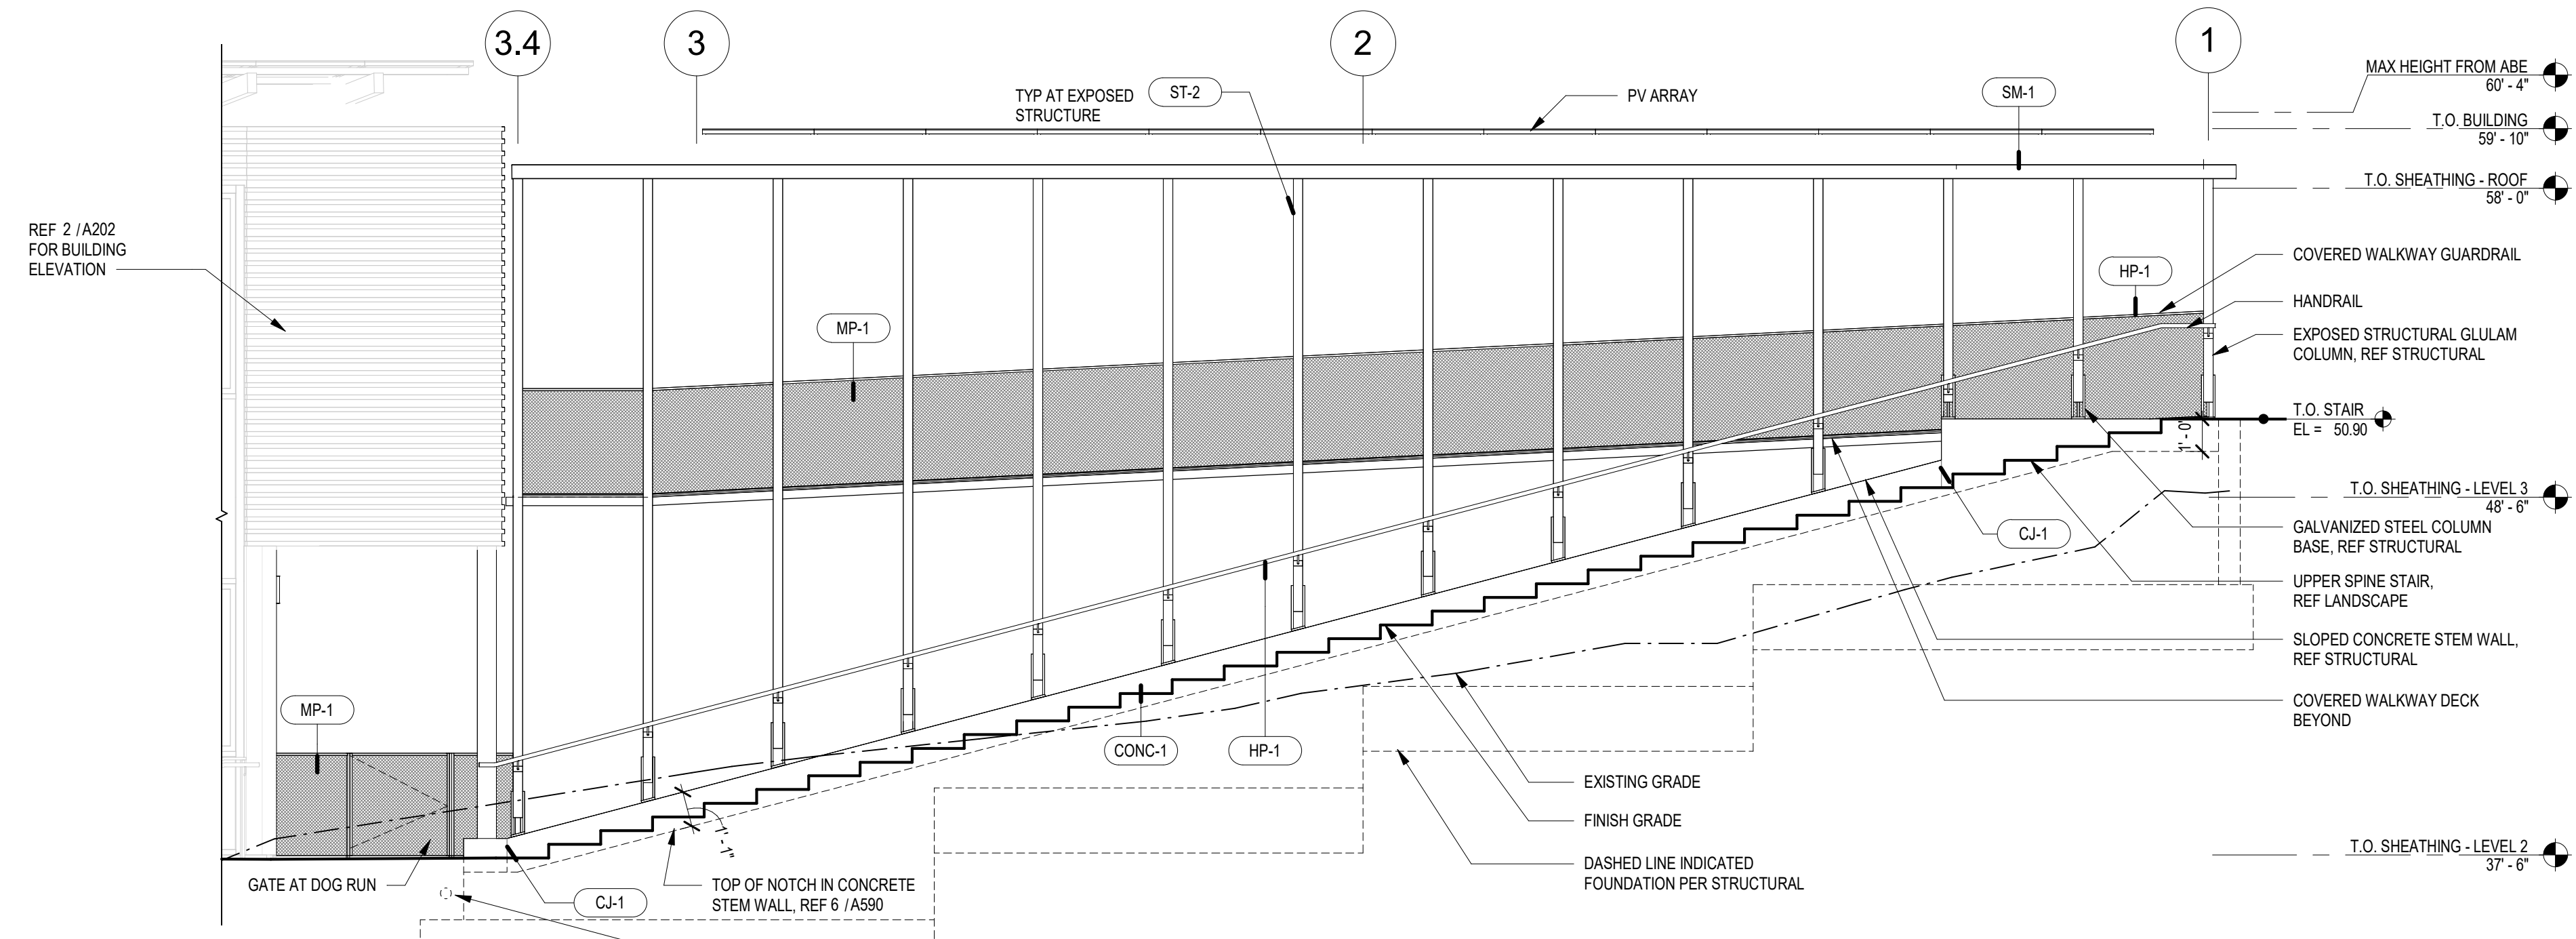 3.4
3
2
1
TYP AT EXPOSED
STRUCTURE
ST-2
PV ARRAY
SM-1
MAX HEIGHT FROM ABE
60' - 4"
T.O. BUILDING
59' - 10"
T.O. SHEATHING - ROOF
58' - 0"
REF 2 / A202
FOR BUILDING
ELEVATION
MP-1
HP-1
COVERED WALKWAY GUARDRAIL
HANDRAIL
EXPOSED STRUCTURAL GLULAM
COLUMN, REF STRUCTURAL
T.O. STAIR
EL = 50.90
1' - 0"
T.O. SHEATHING - LEVEL 3
48' - 6"
GALVANIZED STEEL COLUMN
BASE, REF STRUCTURAL
CJ-1
UPPER SPINE STAIR,
REF LANDSCAPE
SLOPED CONCRETE STEM WALL,
REF STRUCTURAL
COVERED WALKWAY DECK
BEYOND
MP-1
CONC-1
HP-1
EXISTING GRADE
FINISH GRADE
1' - 1"
DASHED LINE INDICATED
FOUNDATION PER STRUCTURAL
T.O. SHEATHING - LEVEL 2
37' - 6"
GATE AT DOG RUN
CJ-1
TOP OF NOTCH IN CONCRETE
STEM WALL, REF 6 / A590